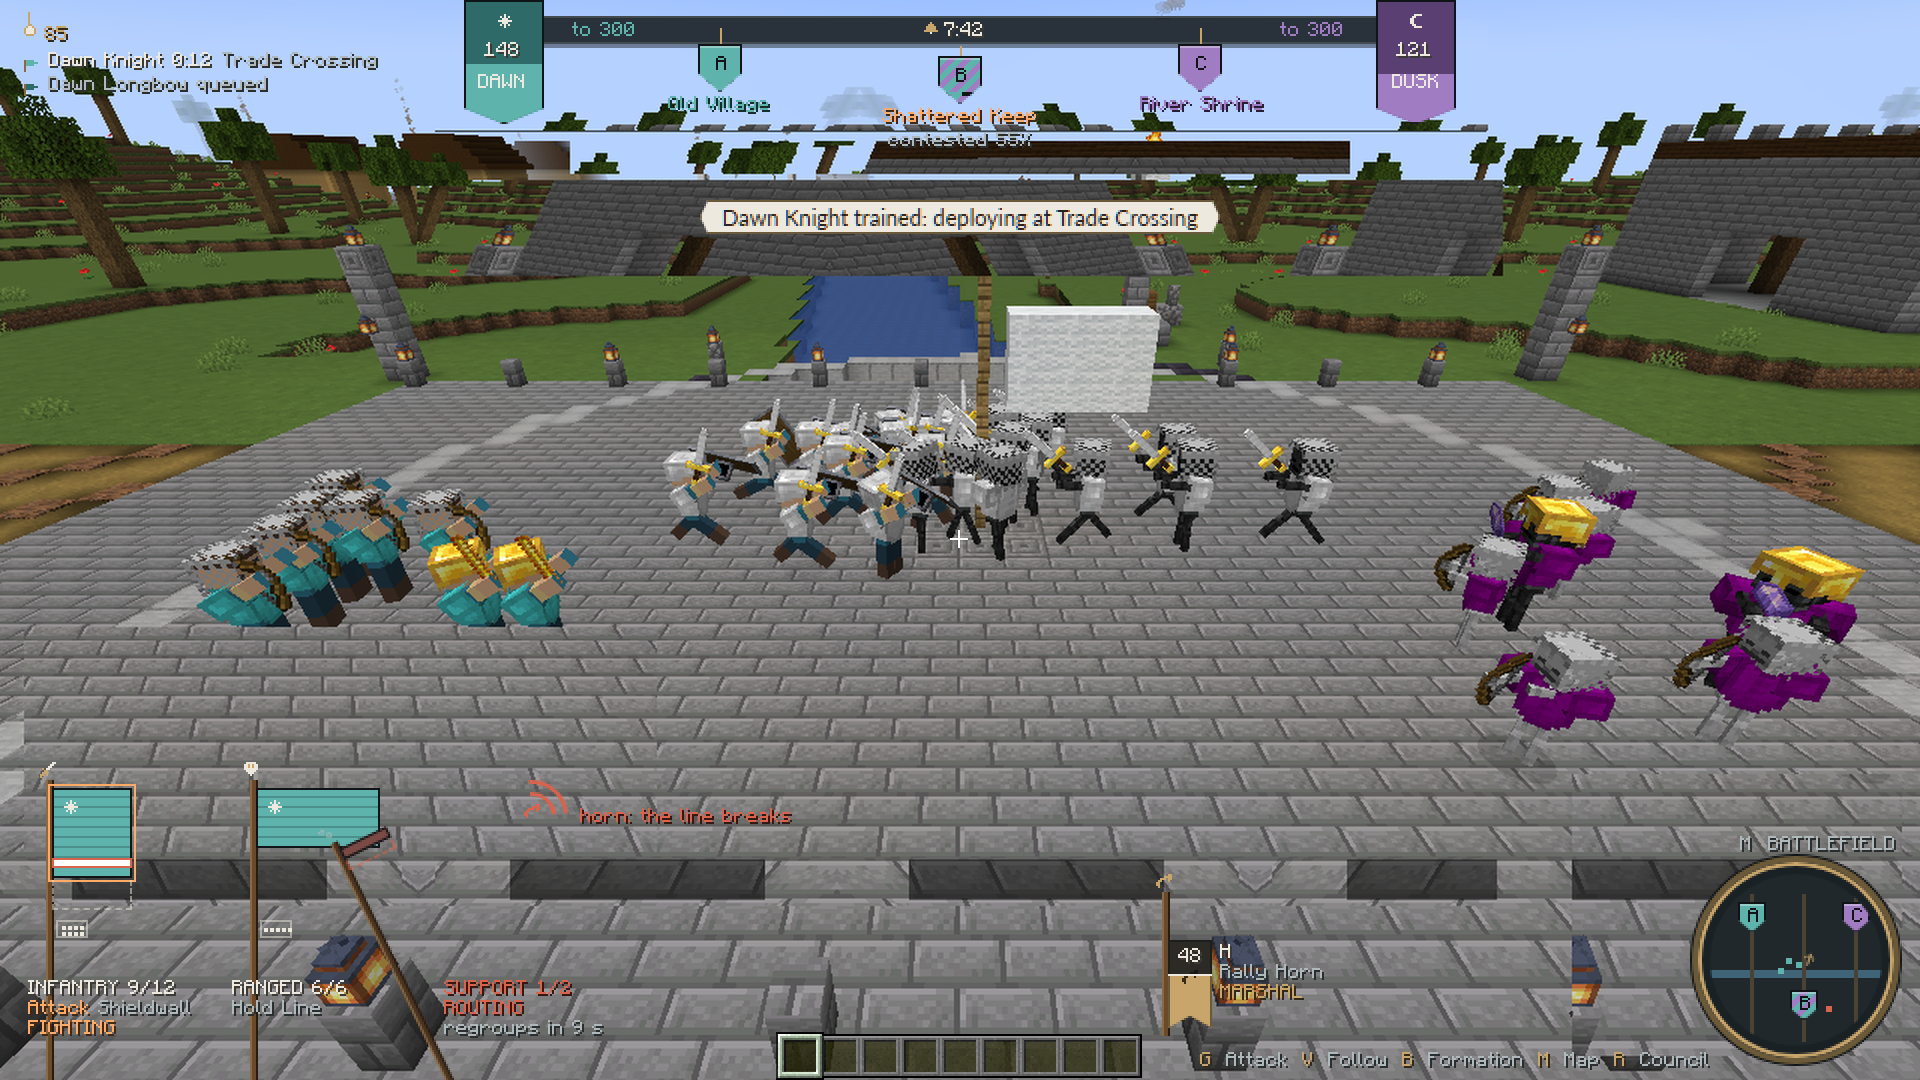 85
Dawn Knight 0:12 Trade Crossing
Dawn Longbow queued
148
DAWN
to 300
7:42
to 300
C
121
DUSK
A
Old Village
B
Shattered Keep
contested 55%
C
River Shrine
Dawn Knight trained: deploying at Trade Crossing
horn: the line breaks
INFANTRY 9/12
Attack Shieldwall
FIGHTING
RANGED 6/6
Hold Line
SUPPORT 1/2
ROUTING
regroups in 9 s
48
H
Rally Horn
MARSHAL
M BATTLEFIELD
A
C
B
G Attack V Follow B Formation M Map R Council